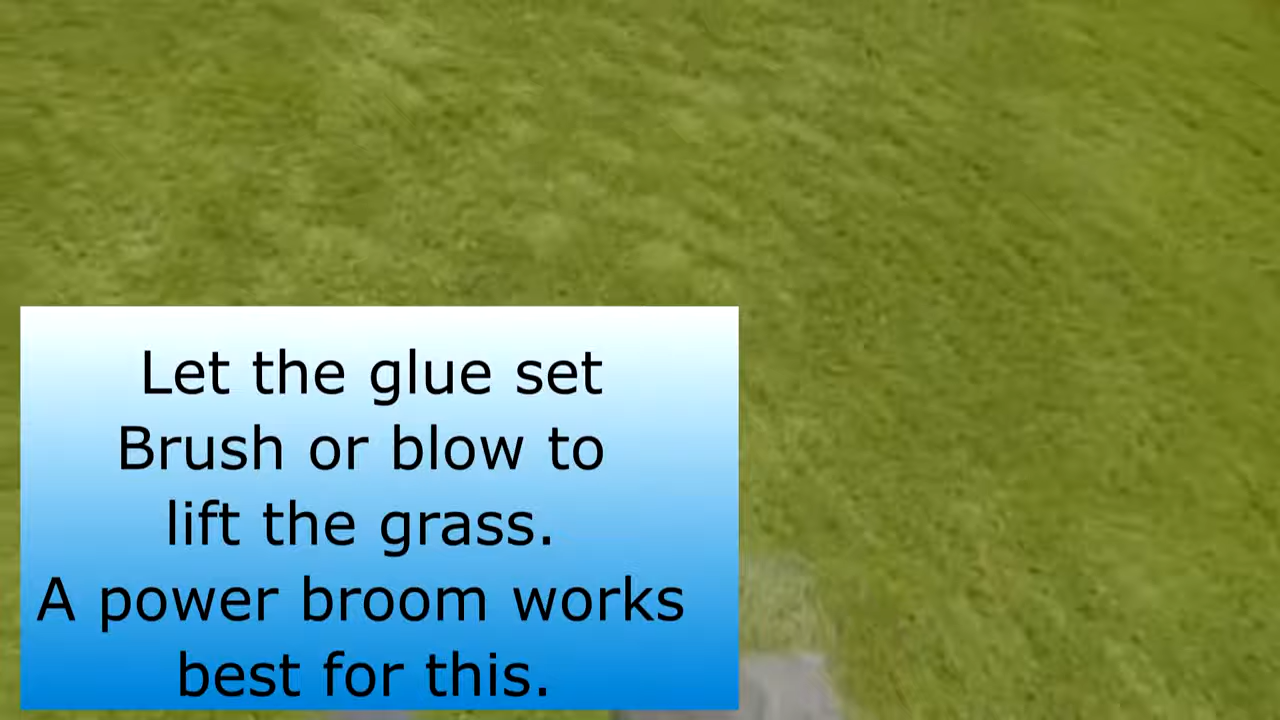 Let the glue set
Brush or blow to
lift the grass.
A power broom works
best for this.